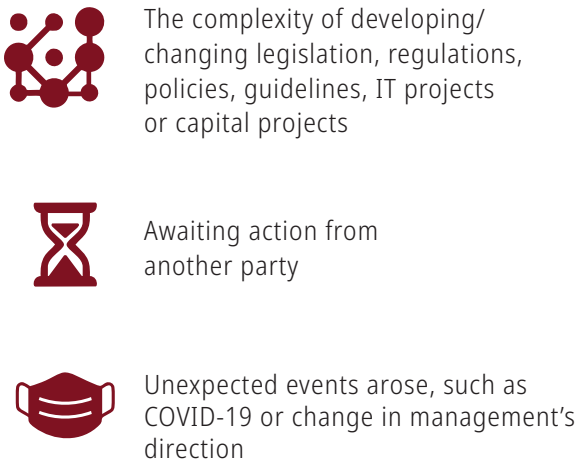 The complexity of developing/
changing legislation, regulations,
policies, guidelines, IT projects
or capital projects
Awaiting action from
another party
Unexpected events arose, such as
COVID-19 or change in management’s
direction